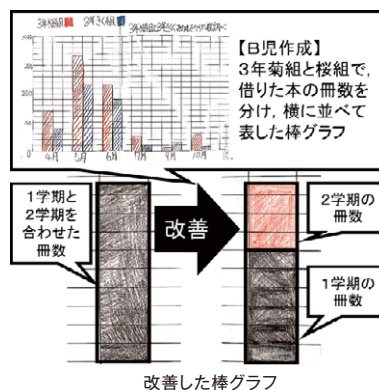 3年桜組
3年きく組
【B児作成】
3年菊組と桜組で,
借りた本の冊数を
分け, 横に並べて
表した棒グラフ
4月
5月
6月
7月
9月
10月
1学期と
2学期を
合わせた
冊数
改善
2学期の
冊数
1学期の
冊数
改善した棒グラフ